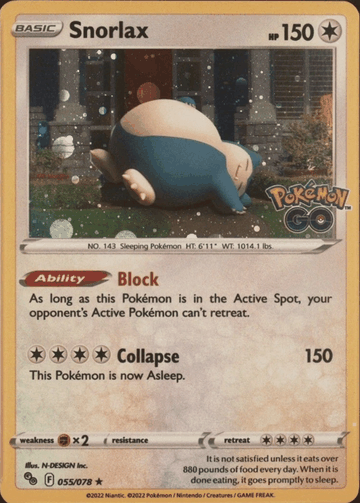 BASIC Snorlax HP 150
Pokémon
GO
NO. 143 Sleeping Pokémon HT: 6'11" WT: 1014.1 lbs.
Ability Block
As long as this Pokémon is in the Active Spot, your
opponent's Active Pokémon can't retreat.
Collapse 150
This Pokémon is now Asleep.
weakness ×2 resistance retreat
Illus. N-DESIGN Inc.
F 055/078
It is not satisfied unless it eats over
880 pounds of food every day. When it is
done eating, it goes promptly to sleep.
©2022 Niantic. ©2022 Pokémon / Nintendo / Creatures / GAME FREAK.